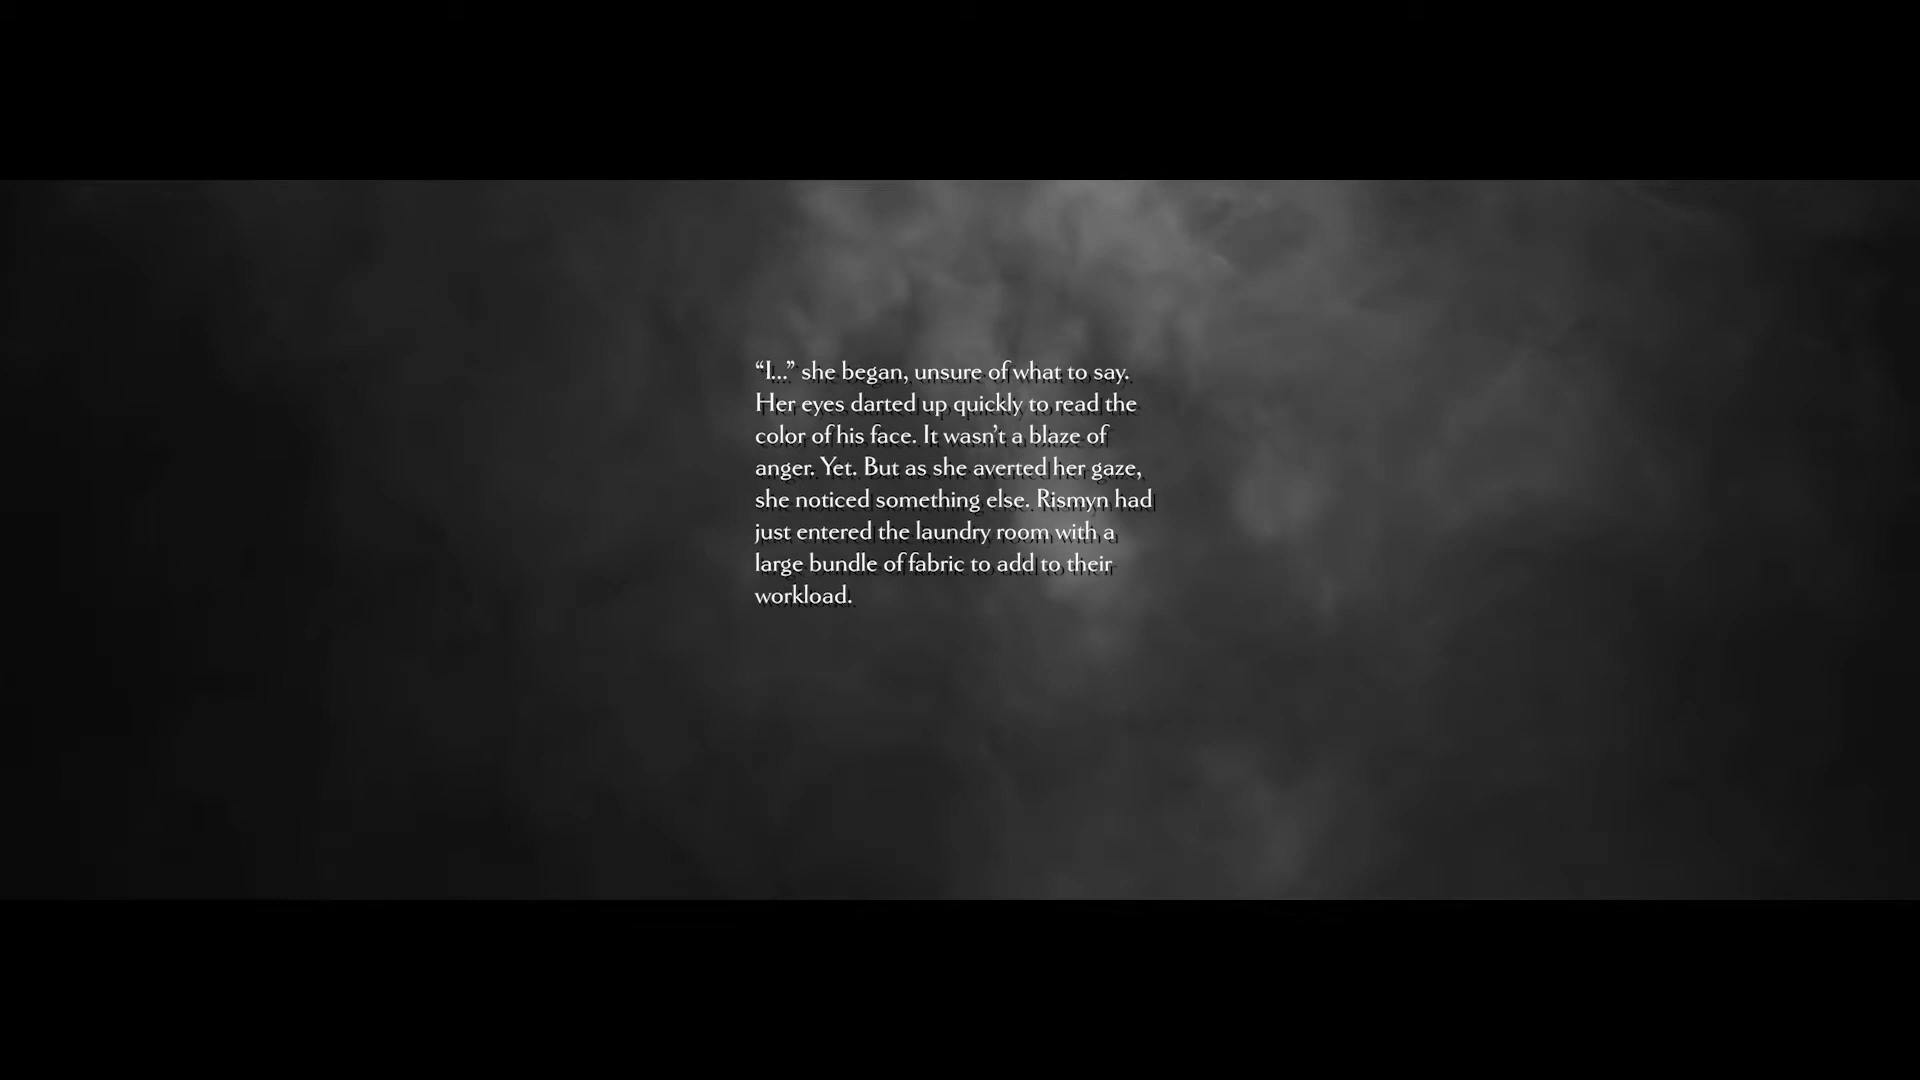 “I...” she began, unsure of what to say.
Her eyes darted up quickly to read the
color of his face. It wasn’t a blaze of
anger. Yet. But as she averted her gaze,
she noticed something else. Rismyn had
just entered the laundry room with a
large bundle of fabric to add to their
workload.